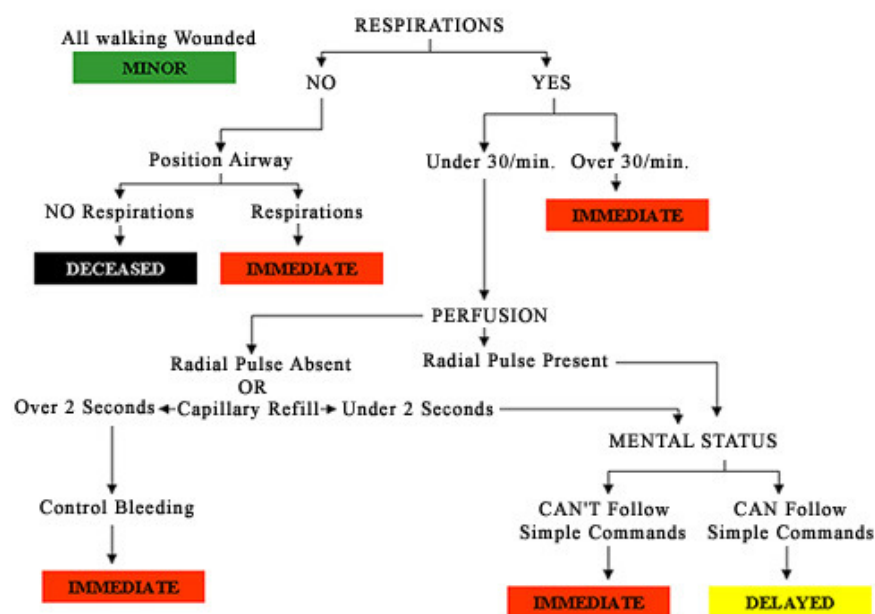 RESPIRATIONS
All walking Wounded
MINOR
NO
YES
Position Airway
Under 30/min.
Over 30/min.
NO Respirations
Respirations
IMMEDIATE
DECEASED
IMMEDIATE
PERFUSION
Radial Pulse Absent
Radial Pulse Present
OR
Over 2 Seconds
Capillary Refill
Under 2 Seconds
MENTAL STATUS
Control Bleeding
CAN'T Follow
Simple Commands
CAN Follow
Simple Commands
IMMEDIATE
IMMEDIATE
DELAYED